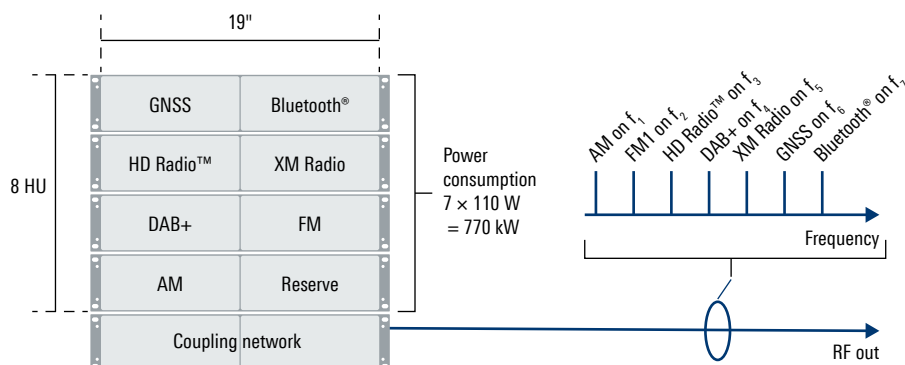 19"
GNSS
Bluetooth®
HD Radio™
XM Radio
8 HU
DAB+
FM
AM
Reserve
Coupling network
Power
consumption
7 × 110 W
= 770 kW
AM on f₁
FM1 on f₂
HD Radio™ on f₃
DAB+ on f₄
XM Radio on f₅
GNSS on f₆
Bluetooth® on f₇
Frequency
RF out